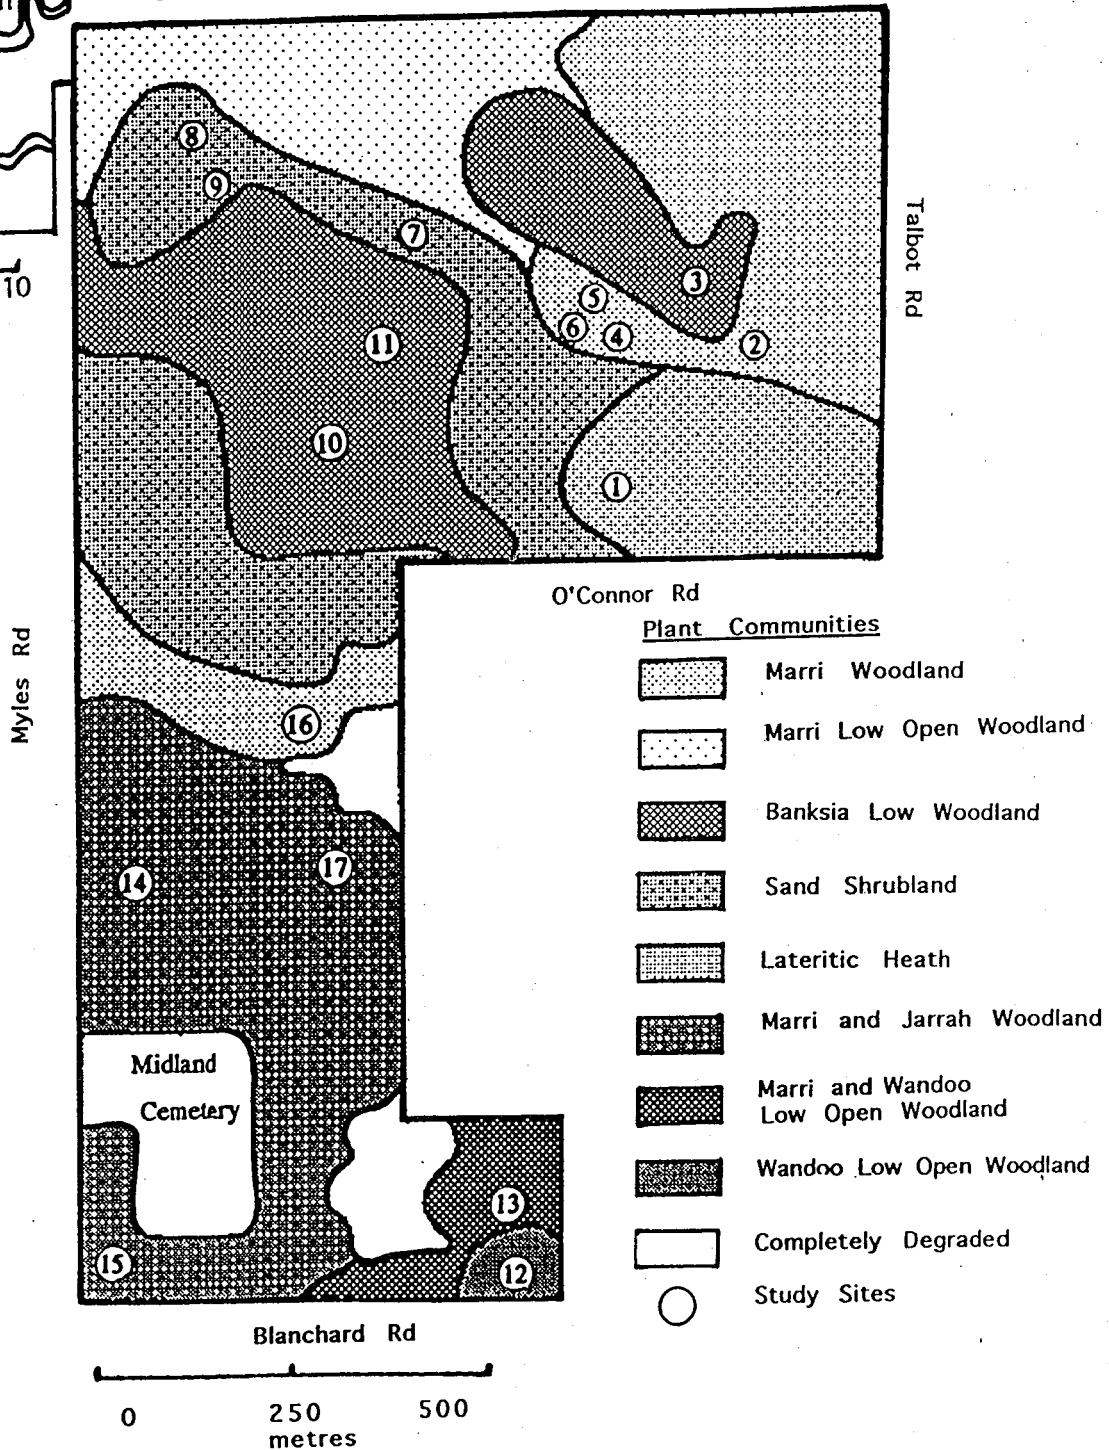 8
9
7
Talbot Rd
3
10
5
6
4
2
11
10
1
O'Connor Rd
Plant Communities
Myles Rd
Marri Woodland
Marri Low Open Woodland
16
Banksia Low Woodland
14
17
Sand Shrubland
Lateritic Heath
Marri and Jarrah Woodland
Midland
Cemetery
Marri and Wandoo
Low Open Woodland
Wandoo Low Open Woodland
13
15
12
Completely Degraded
Study Sites
Blanchard Rd
0 250 500
metres